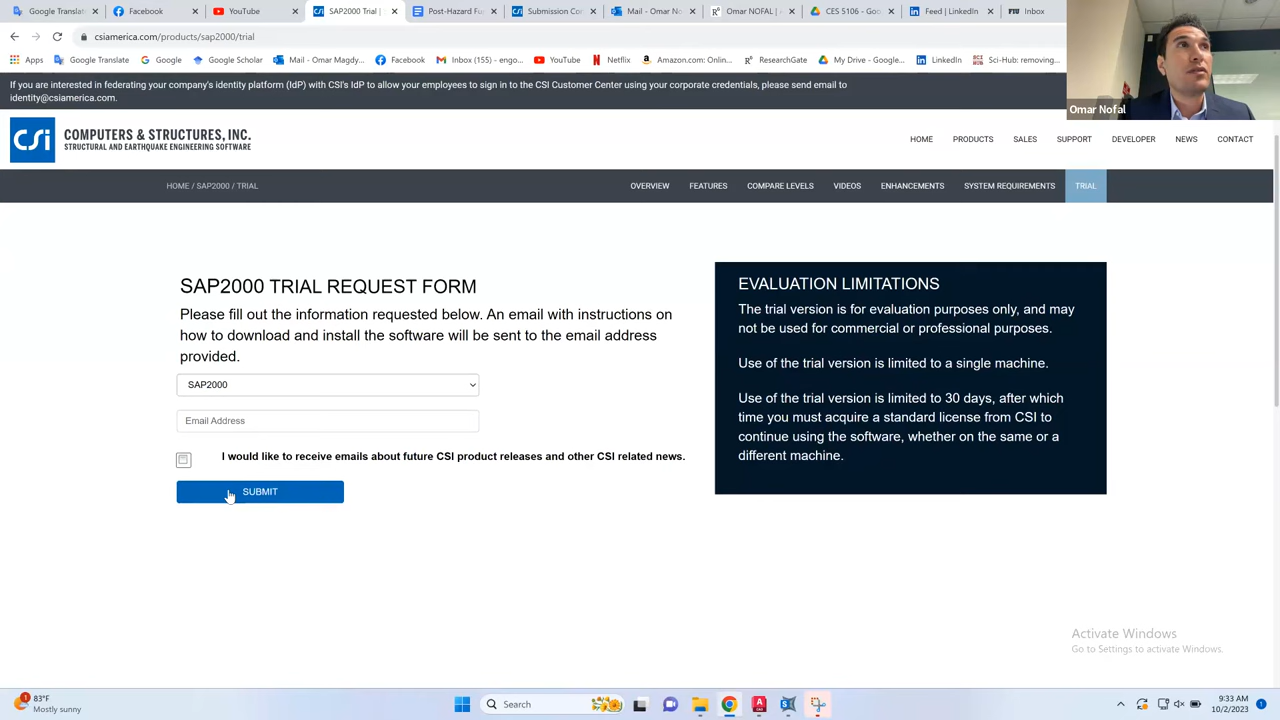 Google Translate
Facebook
YouTube
SAP2000 Trial |
Post-Hazard F
Submission Con
Mail - Omar N
Omar NOFAL |
CES 5106 - Goo
Feed | LinkedIn
FIU Inbox
csiamerica.com/products/sap2000/trial
Apps
Google Translate
Google
Google Scholar
Mail - Omar Magdy...
Facebook
Inbox (155) - engo...
YouTube
Netflix
Amazon.com: Onlin...
ResearchGate
My Drive - Google...
LinkedIn
Sci-Hub: removing...
If you are interested in federating your company's identity platform (IdP) with CSI's IdP to allow your employees to sign in to the CSI Customer Center using your corporate credentials, please send email to
identity@csiamerica.com.
Omar Nofal
CSi
COMPUTERS & STRUCTURES, INC.
STRUCTURAL AND EARTHQUAKE ENGINEERING SOFTWARE
HOME PRODUCTS SALES SUPPORT DEVELOPER NEWS CONTACT
HOME / SAP2000 / TRIAL
OVERVIEW FEATURES COMPARE LEVELS VIDEOS ENHANCEMENTS SYSTEM REQUIREMENTS TRIAL
SAP2000 TRIAL REQUEST FORM
Please fill out the information requested below. An email with instructions on
how to download and install the software will be sent to the email address
provided.
SAP2000
Email Address
I would like to receive emails about future CSI product releases and other CSI related news.
SUBMIT
EVALUATION LIMITATIONS
The trial version is for evaluation purposes only, and may
not be used for commercial or professional purposes.
Use of the trial version is limited to a single machine.
Use of the trial version is limited to 30 days, after which
time you must acquire a standard license from CSI to
continue using the software, whether on the same or a
different machine.
Activate Windows
Go to Settings to activate Windows.
1
83°F
Mostly sunny
Search
9:33 AM
10/2/2023